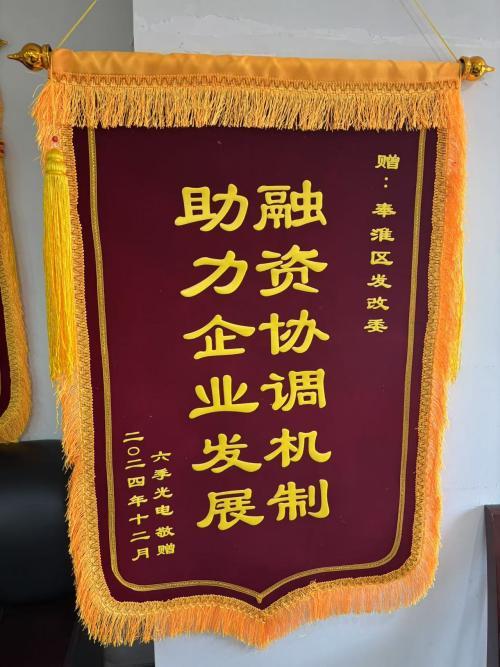 赠：奉淮区发改委
融资协调机制
助力企业发展
六季光电敬赠
二〇二四年十二月